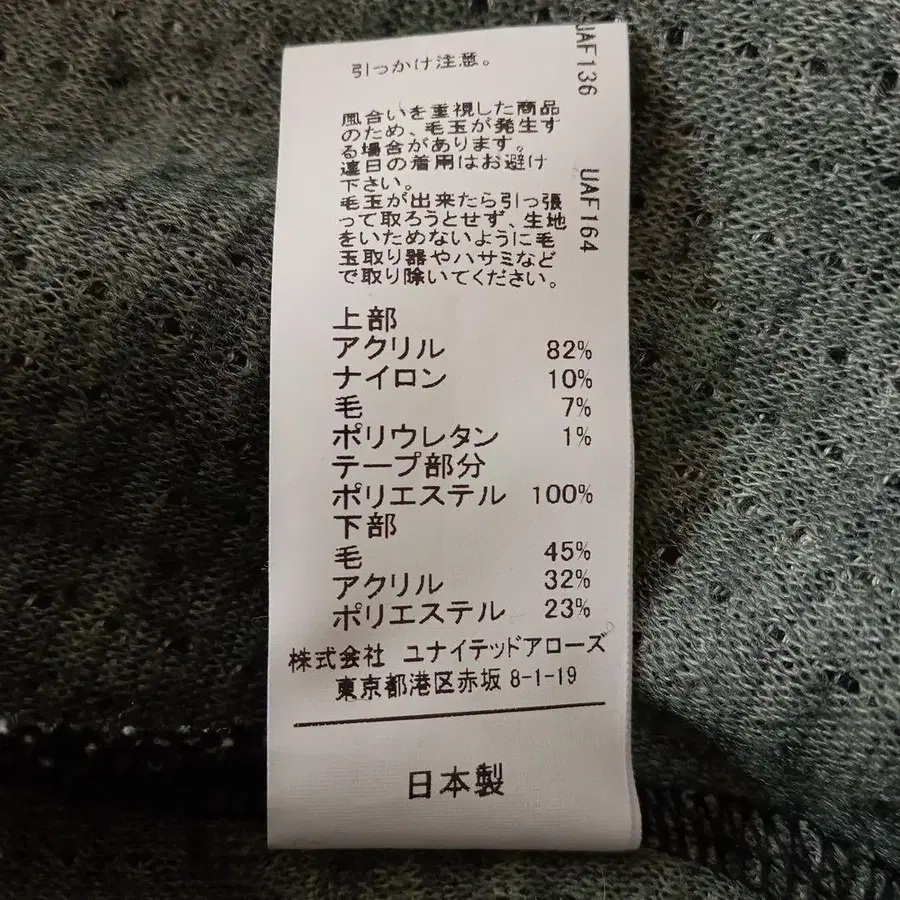 引っかけ注意。
風合いを重視した商品
のため、毛玉が発生す
る場合があります。
連日の着用はお避け
下さい。
毛玉が出来たら引っ張
って取ろうとせず、生地
をいためないように毛
玉取り器やハサミなど
で取り除いてください。
UAF136
UAF164
上部
アクリル 82%
ナイロン 10%
毛 7%
ポリウレタン 1%
テープ部分
ポリエステル 100%
下部
毛 45%
アクリル 32%
ポリエステル 23%
株式会社 ユナイテッドアローズ
東京都港区赤坂 8-1-19
日本製